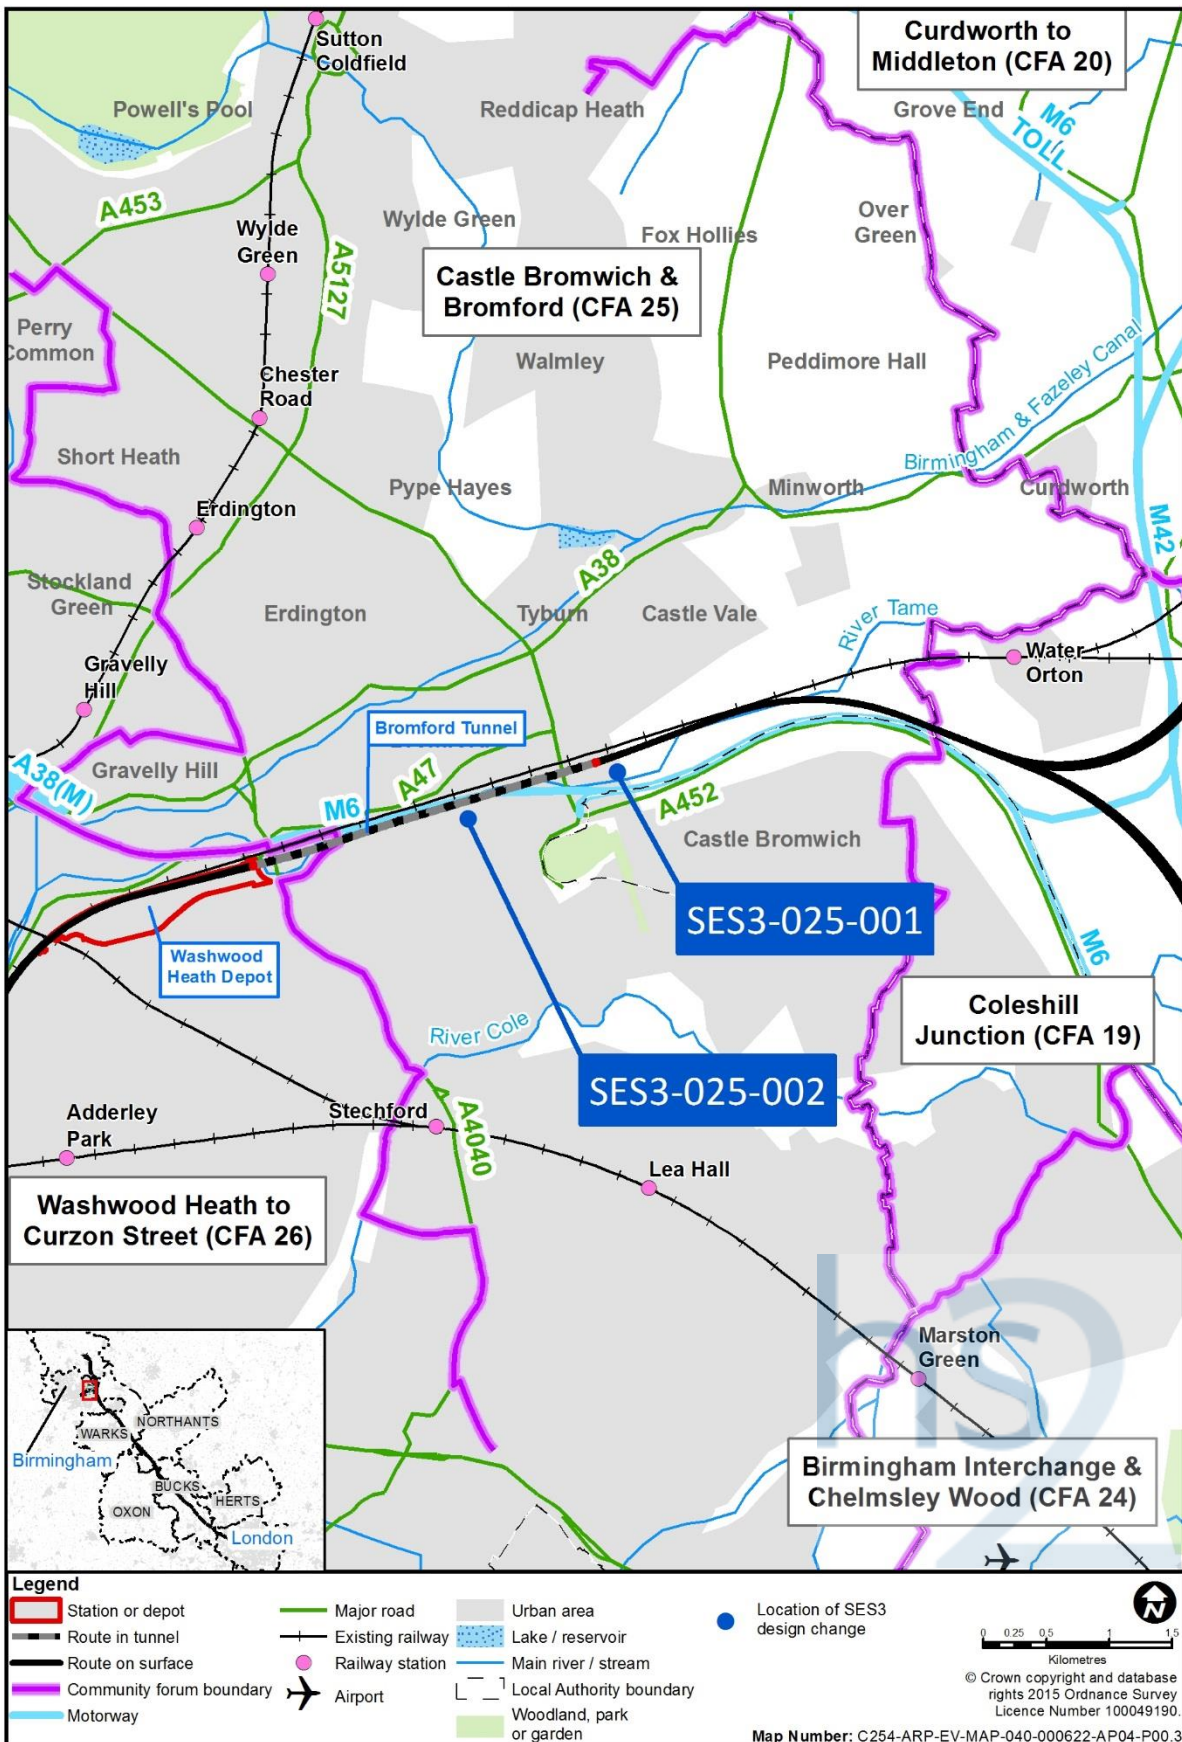 Sutton
Coldfield
Curdworth to
Middleton (CFA 20)
Powell's Pool
Reddicap Heath
Grove End
M6
TOLL
A453
Wylde
Green
A5127
Wylde Green
Fox Hollies
Over
Green
Castle Bromwich &
Bromford (CFA 25)
Perry
Common
Walmley
Peddimore Hall
Chester
Road
Birmingham & Fazeley Canal
Short Heath
Pype Hayes
Minworth
Curdworth
Erdington
M42
A38
Stockland
Green
Erdington
Tyburn
Castle Vale
River Tame
Gravelly
Hill
Water
Orton
Bromford Tunnel
Gravelly Hill
A38(M)
A47
M6
A452
Castle Bromwich
SES3-025-001
M6
Washwood
Heath Depot
Coleshill
Junction (CFA 19)
River Cole
SES3-025-002
Adderley
Park
Stechford
A4040
Lea Hall
Washwood Heath to
Curzon Street (CFA 26)
Marston
Green
hs2
NORTHANTS
WARKS
Birmingham
BUCKS
HERTS
OXON
London
Birmingham Interchange &
Chelmsley Wood (CFA 24)
Legend
Station or depot
Route in tunnel
Route on surface
Community forum boundary
Motorway
Major road
Existing railway
Railway station
Airport
Urban area
Lake / reservoir
Main river / stream
Local Authority boundary
Woodland, park
or garden
Location of SES3
design change
N
0 0.25 0.5 1 1.5
Kilometres
© Crown copyright and database
rights 2015 Ordnance Survey
Licence Number 100049190.
Map Number: C254-ARP-EV-MAP-040-000622-AP04-P00.3